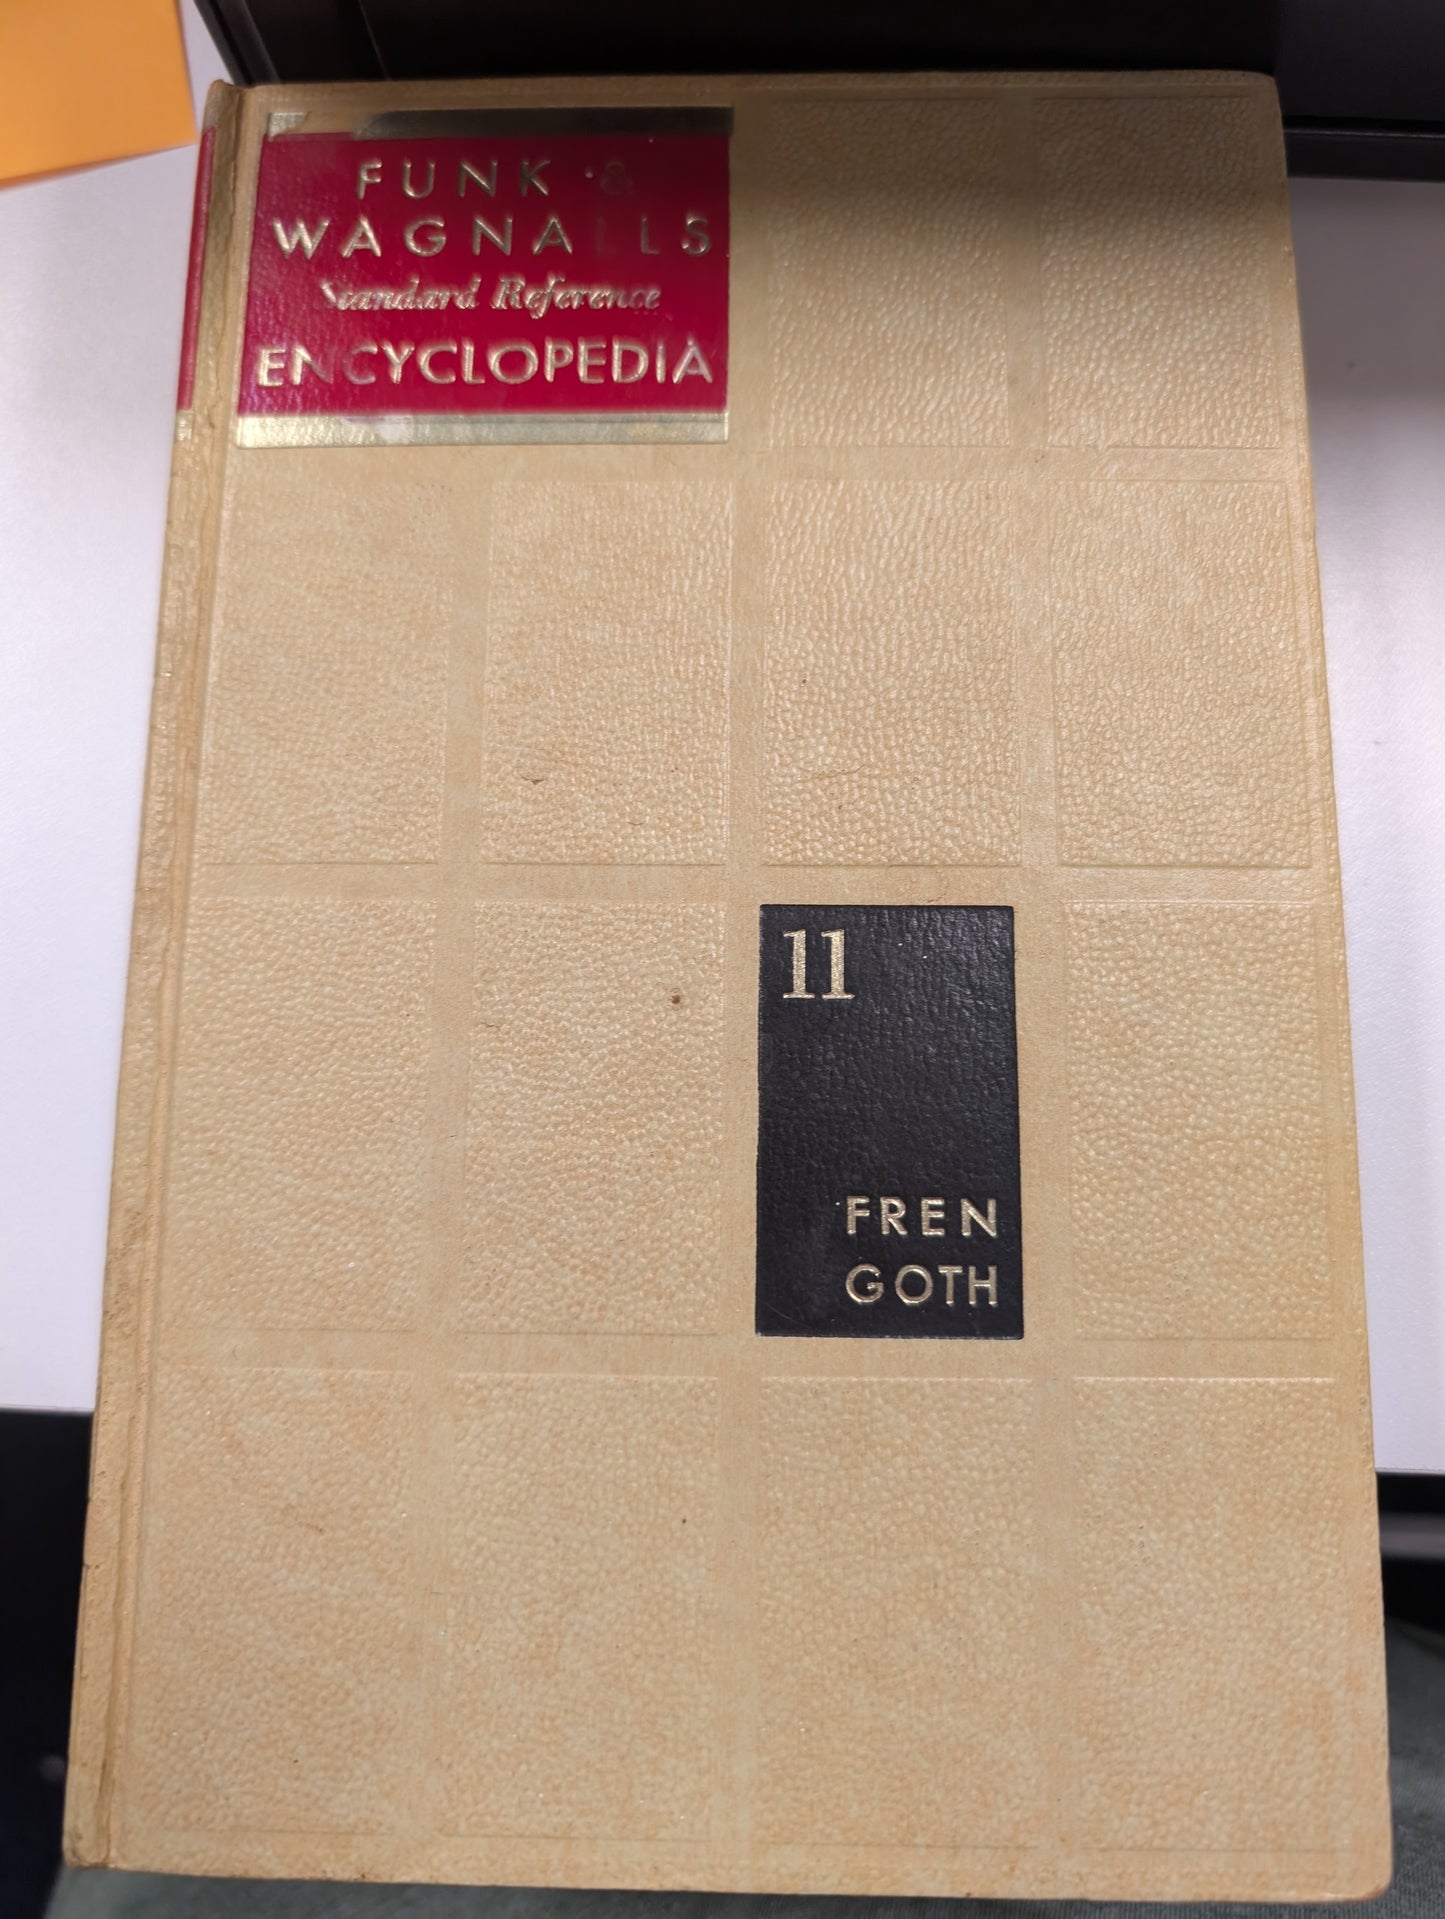 FUNK &
WAGNALLS
Standard Reference
ENCYCLOPEDIA
11
FREN
GOTH